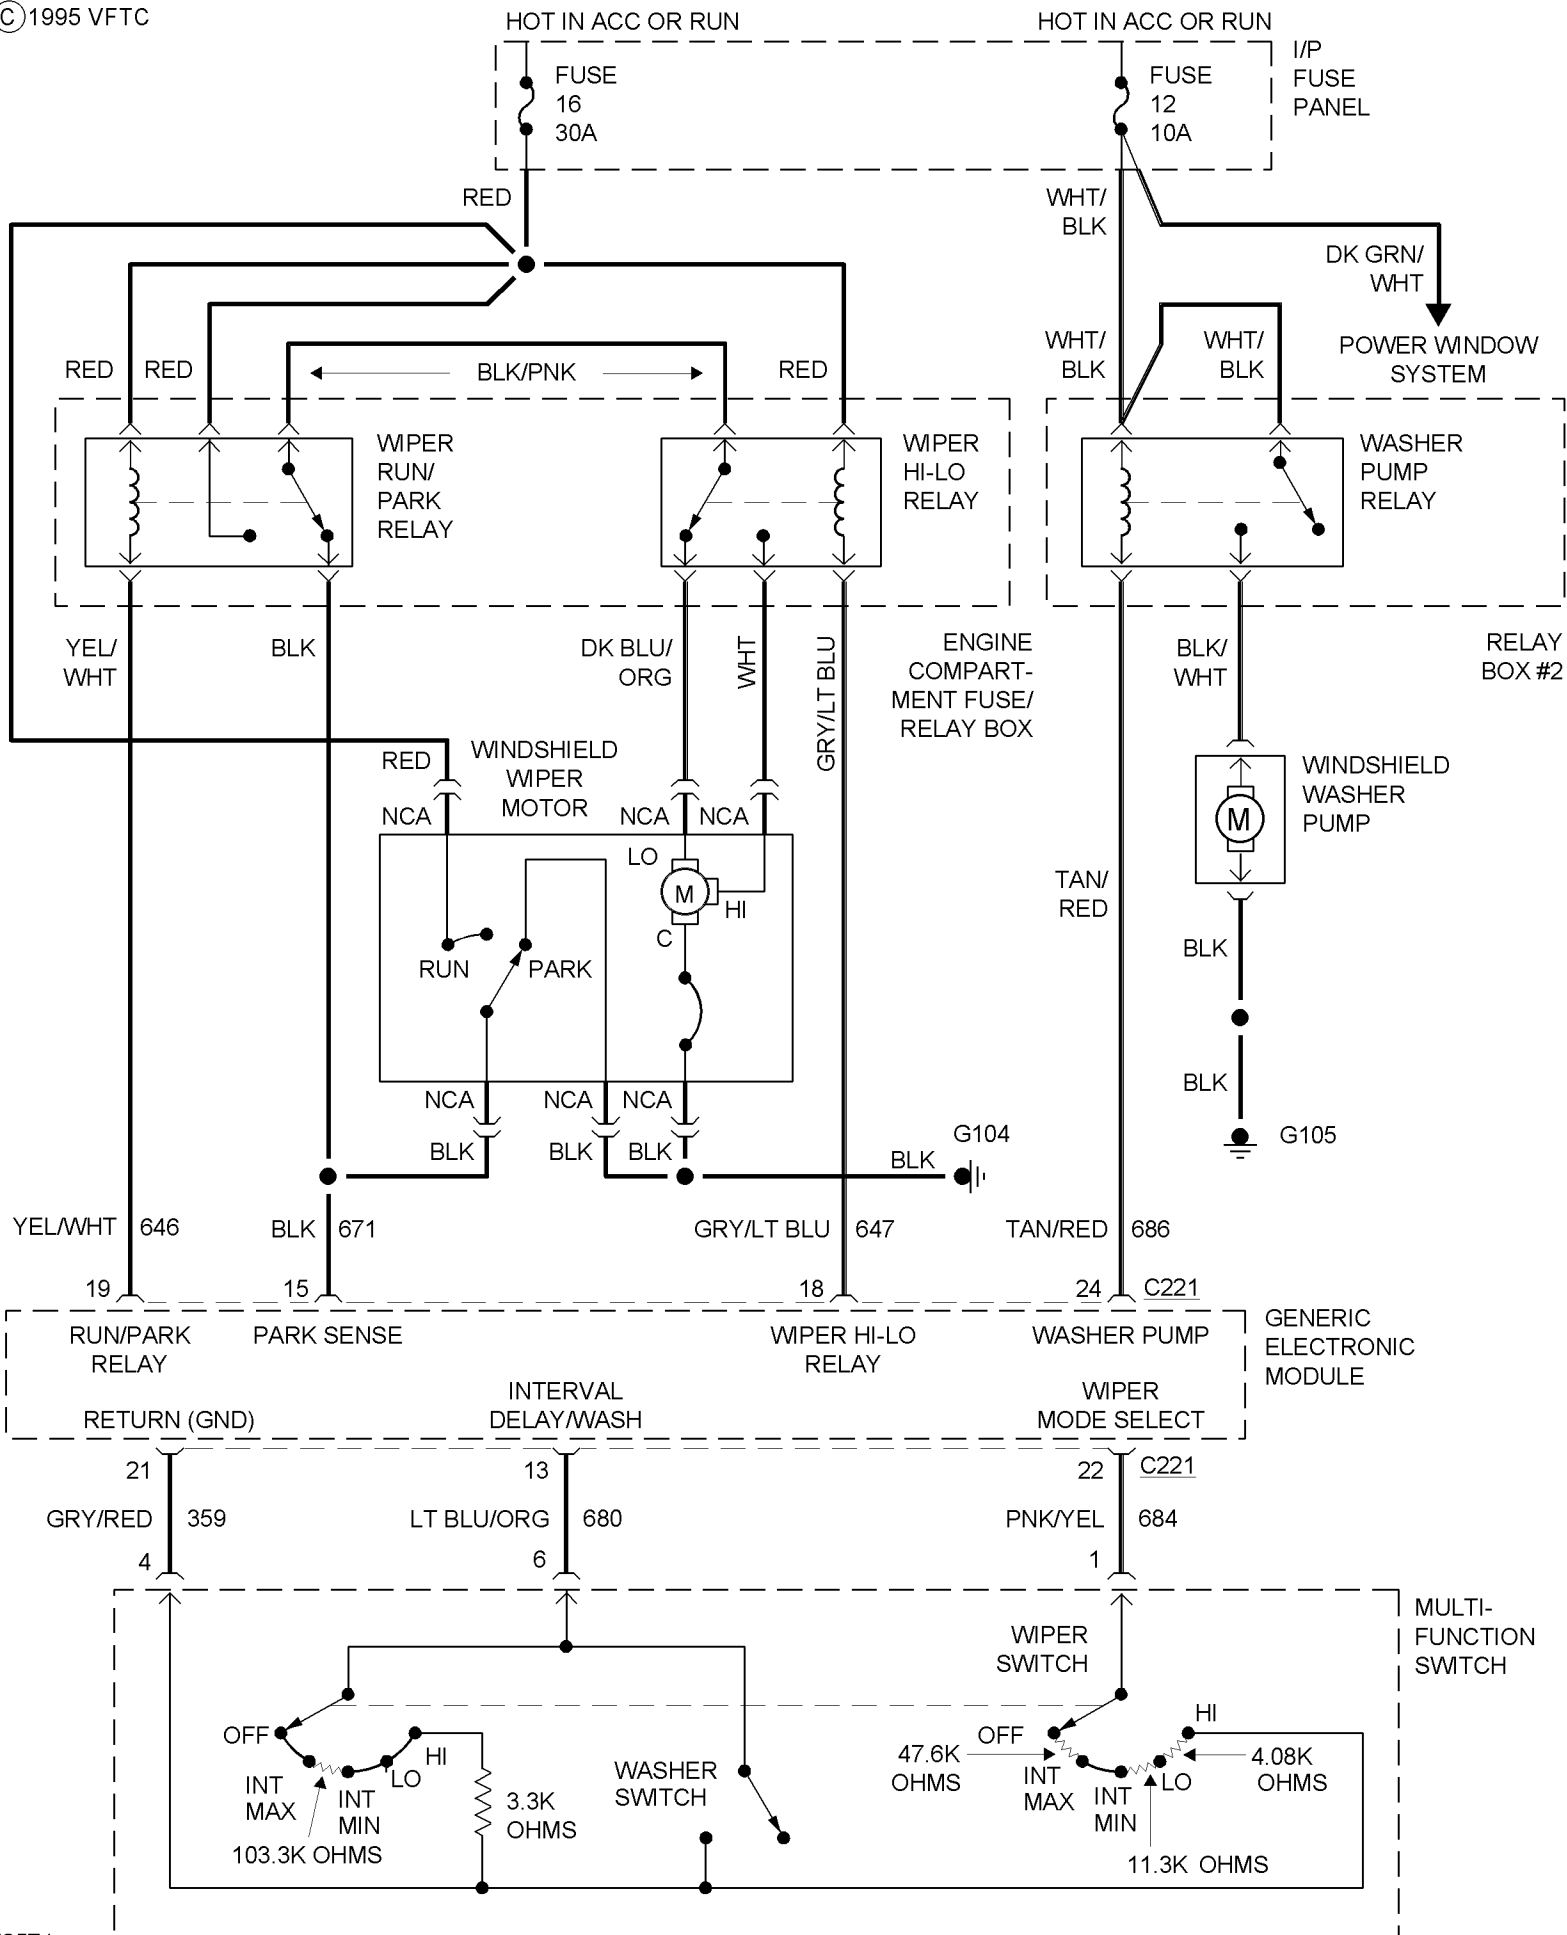 © 1995 VFTC
HOT IN ACC OR RUN
HOT IN ACC OR RUN
FUSE
16
30A
FUSE
12
10A
I/P
FUSE
PANEL
RED
WHT/
BLK
DK GRN/
WHT
POWER WINDOW
SYSTEM
RED
RED
BLK/PNK
RED
WHT/
BLK
WHT/
BLK
WIPER
RUN/
PARK
RELAY
WIPER
HI-LO
RELAY
WASHER
PUMP
RELAY
YEL/
WHT
BLK
DK BLU/
ORG
WHT
GRY/LT BLU
ENGINE
COMPART-
MENT FUSE/
RELAY BOX
BLK/
WHT
RELAY
BOX #2
RED
WINDSHIELD
WIPER
MOTOR
NCA
NCA
NCA
WINDSHIELD
WASHER
PUMP
M
LO
M
HI
C
RUN
PARK
TAN/
RED
BLK
BLK
NCA
NCA
NCA
BLK
BLK
BLK
BLK
G104
G105
YEL/WHT
646
BLK
671
GRY/LT BLU
647
TAN/RED
686
19
15
18
24
C221
RUN/PARK
RELAY
PARK SENSE
WIPER HI-LO
RELAY
WASHER PUMP
GENERIC
ELECTRONIC
MODULE
RETURN (GND)
INTERVAL
DELAY/WASH
WIPER
MODE SELECT
21
13
22
C221
GRY/RED
359
LT BLU/ORG
680
PNK/YEL
684
4
6
1
MULTI-
FUNCTION
SWITCH
WIPER
SWITCH
OFF
INT
MAX
INT
MIN
LO
HI
103.3K OHMS
3.3K
OHMS
WASHER
SWITCH
OFF
47.6K
OHMS
INT
MAX
INT
MIN
LO
HI
4.08K
OHMS
11.3K OHMS